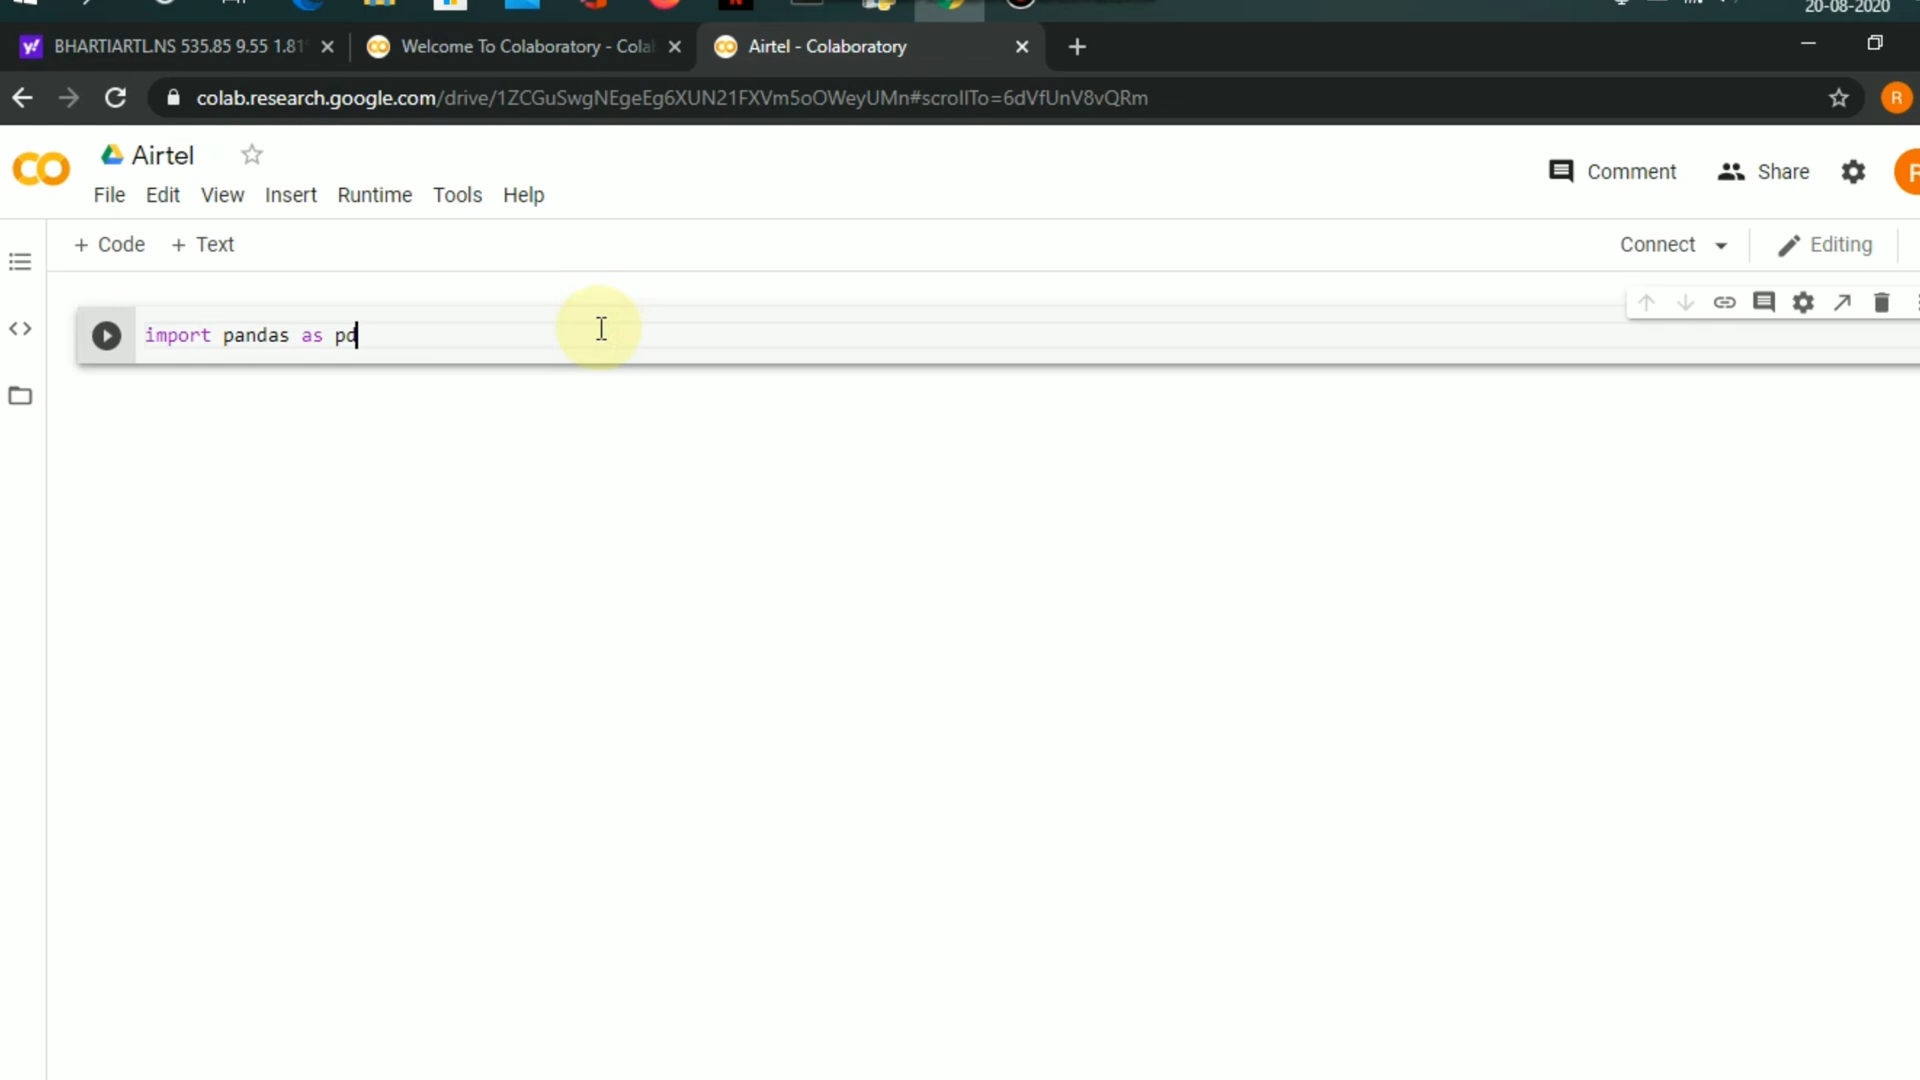 20-08-2020
BHARTIARTL.NS 535.85 9.55 1.81
Welcome To Colaboratory - Cola
Airtel - Colaboratory
colab.research.google.com/drive/1ZCGuSwgNEgeEg6XUN21FXVm5oOWeyUMn#scrollTo=6dVfUnV8vQRm
R
Airtel
Comment
Share
File Edit View Insert Runtime Tools Help
+ Code + Text
Connect
Editing
import pandas as pd